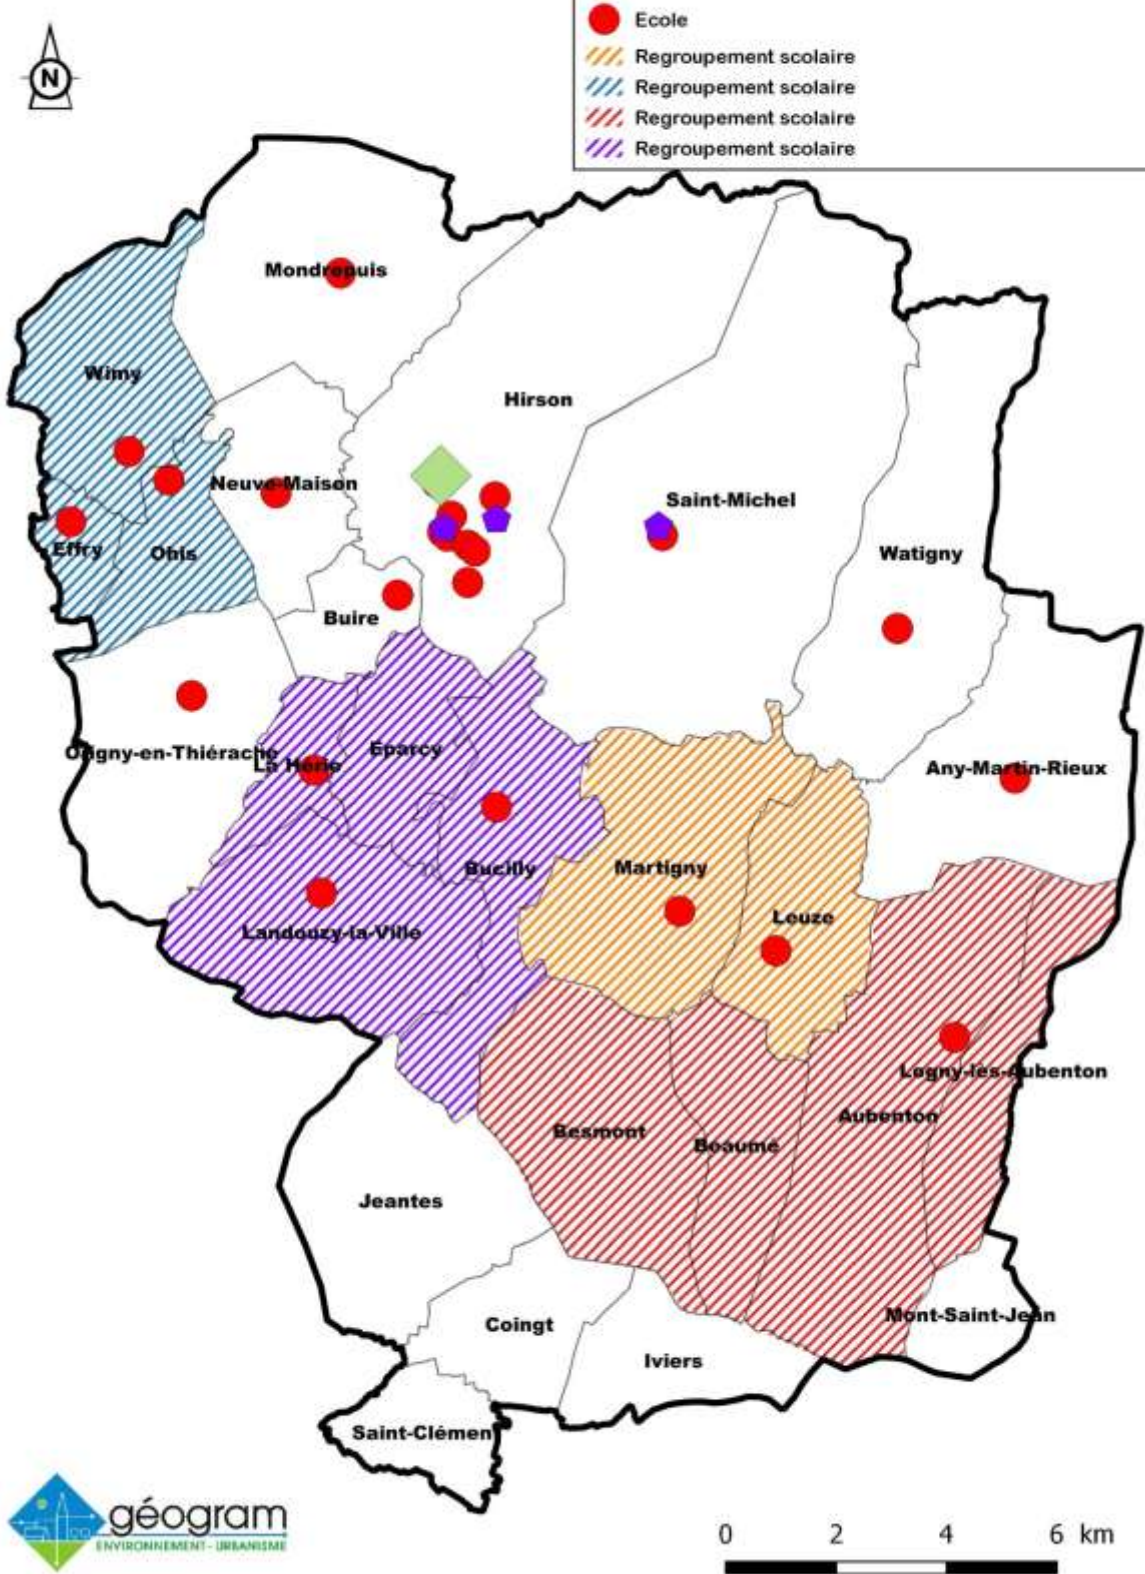 Ecole
Regroupement scolaire
Regroupement scolaire
Regroupement scolaire
Regroupement scolaire
N
Mondrepuis
Wimy
Hirson
Neuve-Maison
Saint-Michel
Effry
Ohis
Watigny
Buire
Origny-en-Thiérache
La Hérie
Eparcy
Any-Martin-Rieux
Bucilly
Martigny
Landouzy-la-Ville
Leuze
Logny-lès-Aubenton
Aubenton
Besmont
Beaume
Jeantes
Mont-Saint-Jean
Coingt
Iviers
Saint-Clémen
géogram
ENVIRONNEMENT - URBANISME
0 2 4 6 km